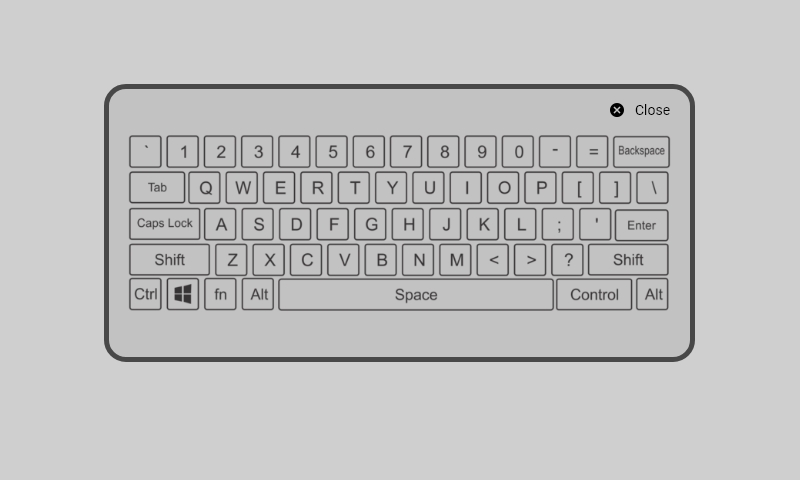 Close
` 1 2 3 4 5 6 7 8 9 0 - = Backspace
Tab Q W E R T Y U I O P [ ] \
Caps Lock A S D F G H J K L ; ' Enter
Shift Z X C V B N M < > ? Shift
Ctrl fn Alt Space Control Alt